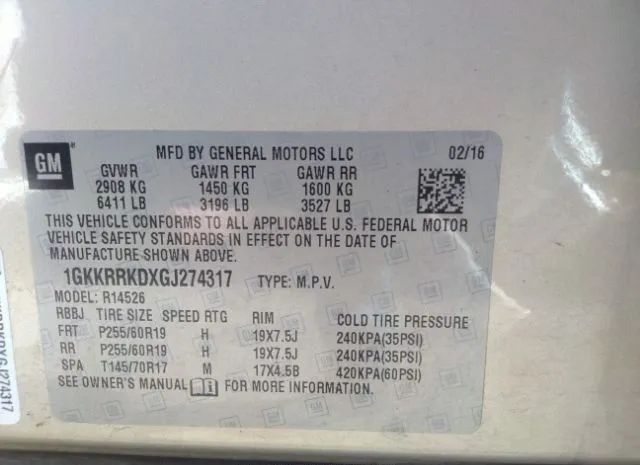 GM
MFD BY GENERAL MOTORS LLC 02/16
GVWR GAWR FRT GAWR RR
2908 KG 1450 KG 1600 KG
6411 LB 3196 LB 3527 LB
THIS VEHICLE CONFORMS TO ALL APPLICABLE U.S. FEDERAL MOTOR
VEHICLE SAFETY STANDARDS IN EFFECT ON THE DATE OF
MANUFACTURE SHOWN ABOVE.
1GKKRRKDXGJ274317 TYPE: M.P.V.
MODEL: R14526
RBBJ TIRE SIZE SPEED RTG RIM COLD TIRE PRESSURE
FRT P255/60R19 H 19X7.5J 240KPA(35PSI)
RR P255/60R19 H 19X7.5J 240KPA(35PSI)
SPA T145/70R17 M 17X4.5B 420KPA(60PSI)
SEE OWNER'S MANUAL FOR MORE INFORMATION.